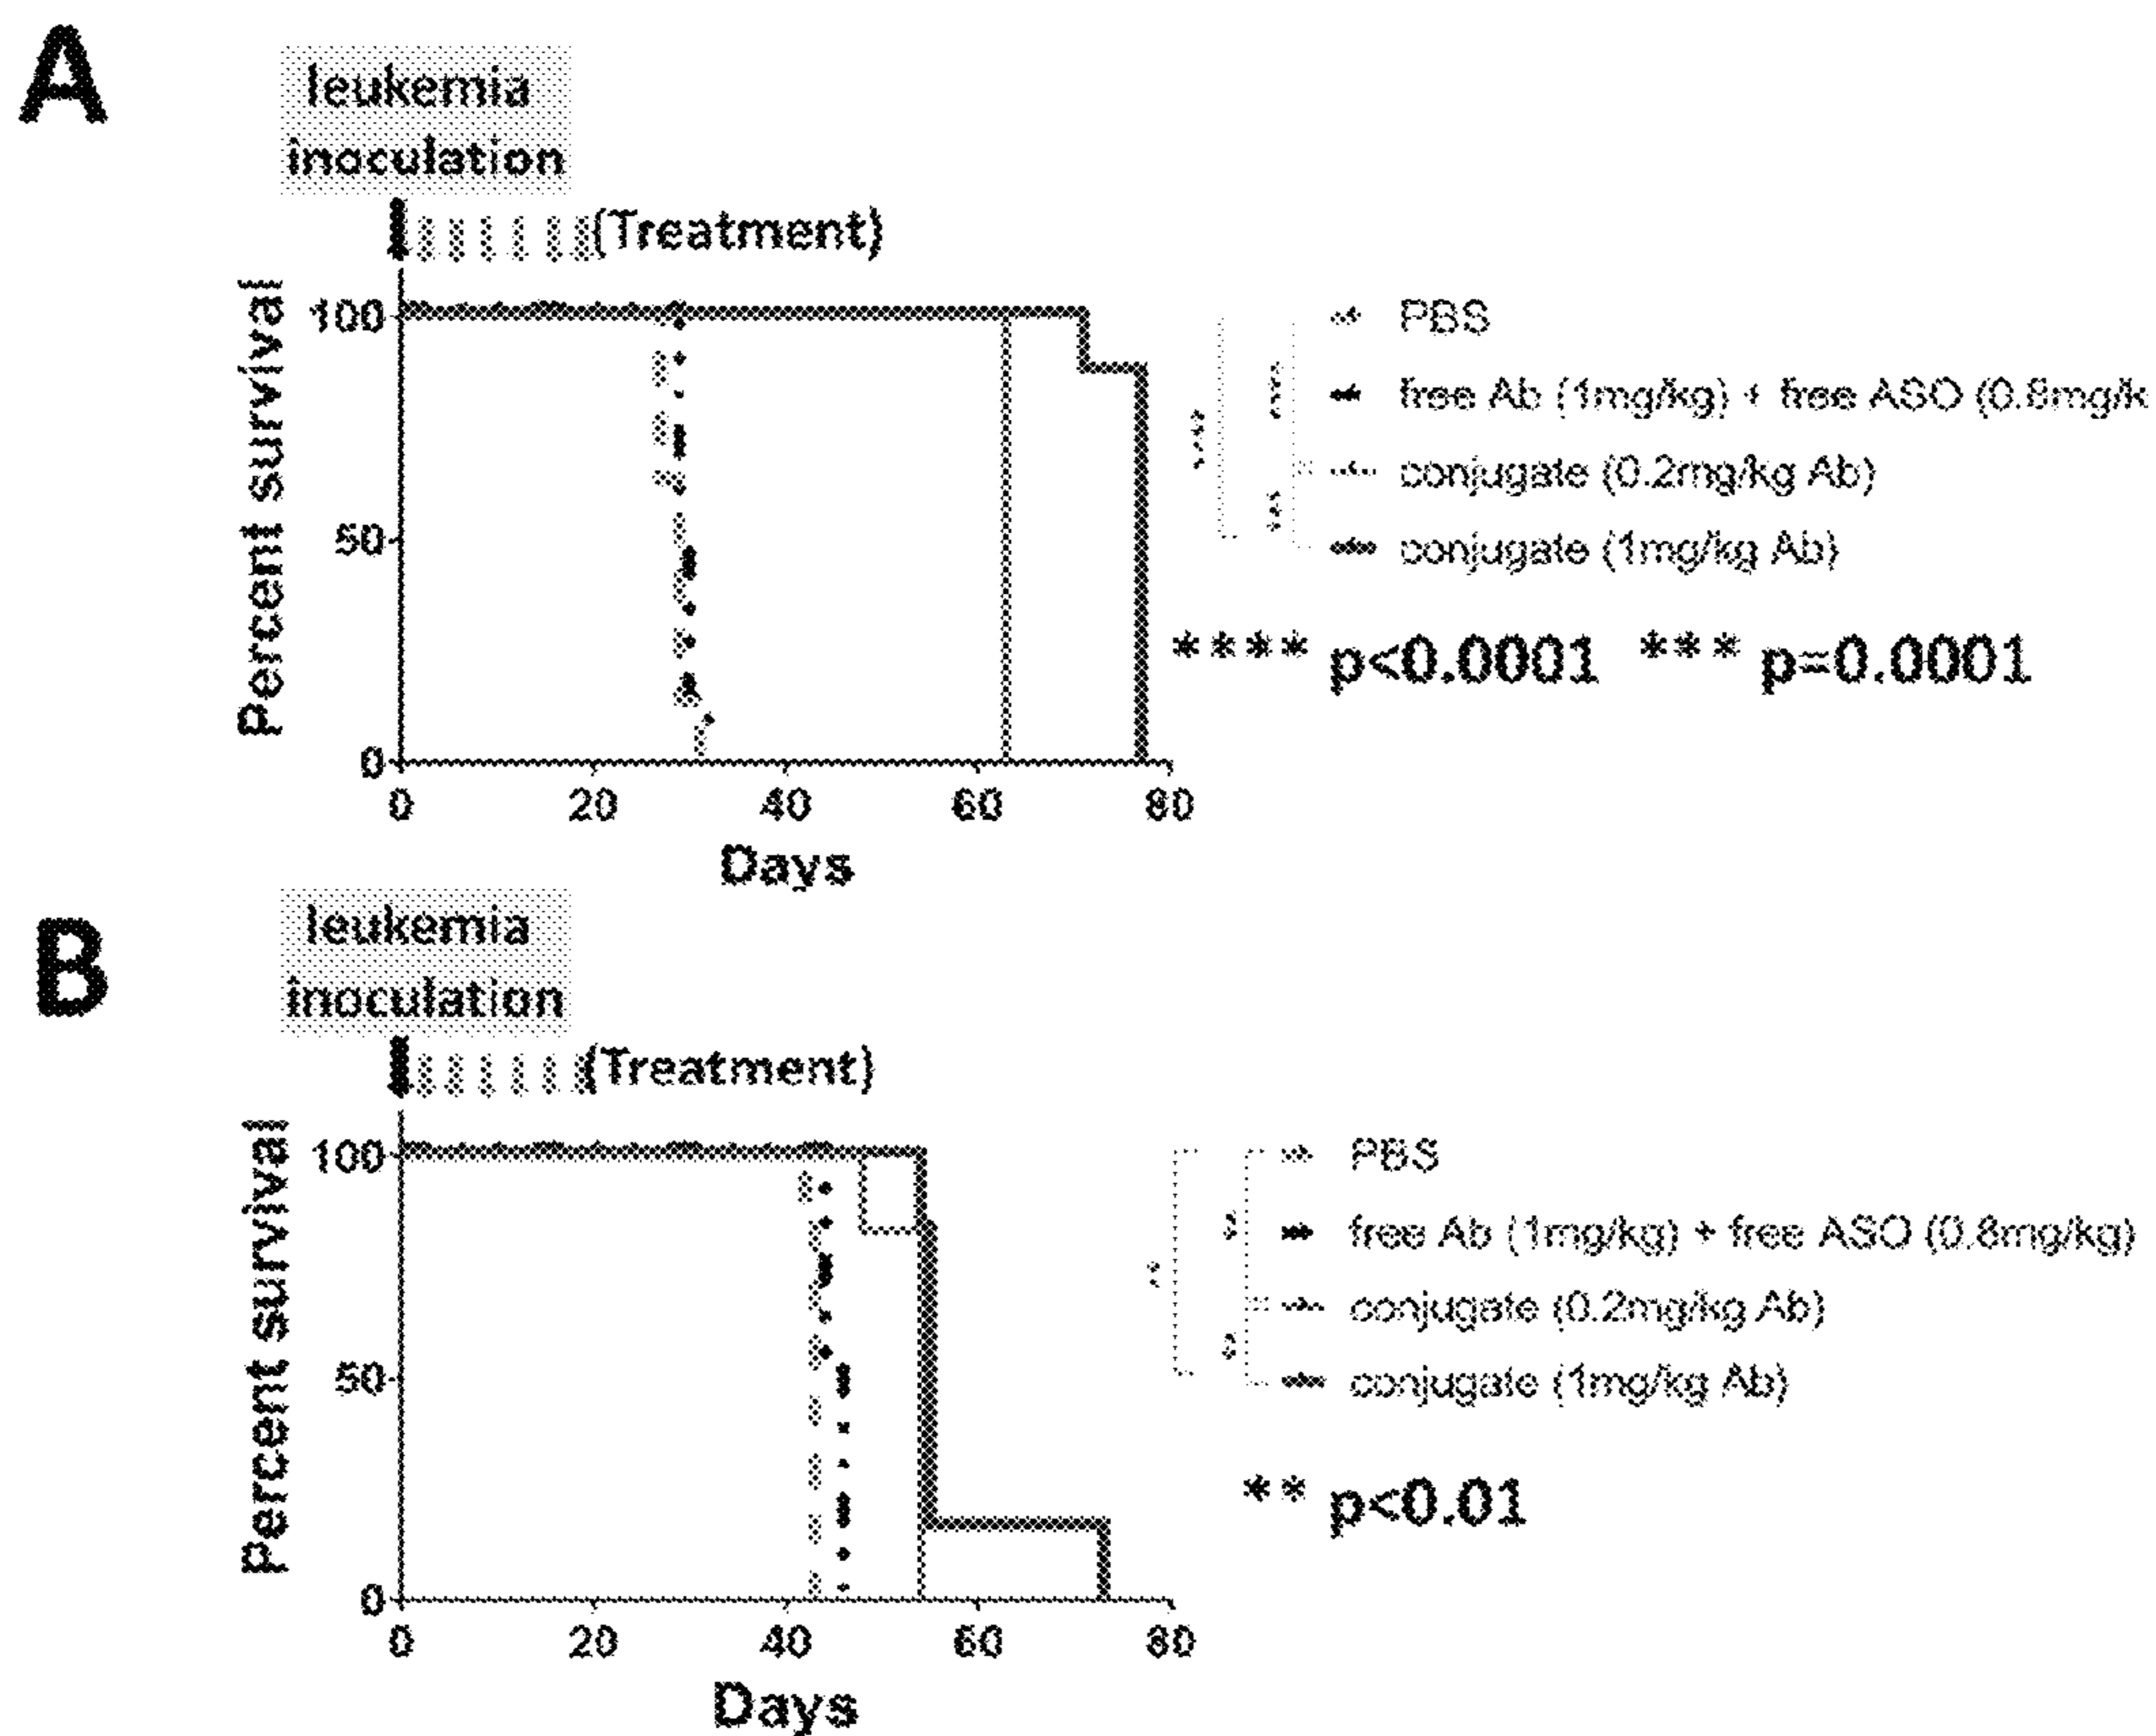 A
leukemia
inoculation
(Treatment)
Percent survival
100
50
0
0 20 40 60 80
Days
PBS
free Ab (1mg/kg) + free ASO (0.8mg/k
conjugate (0.2mg/kg Ab)
conjugate (1mg/kg Ab)
**** p<0.0001 *** p=0.0001
B
leukemia
inoculation
(Treatment)
Percent survival
100
50
0
0 20 40 60 80
Days
PBS
free Ab (1mg/kg) + free ASO (0.8mg/kg)
conjugate (0.2mg/kg Ab)
conjugate (1mg/kg Ab)
** p<0.01